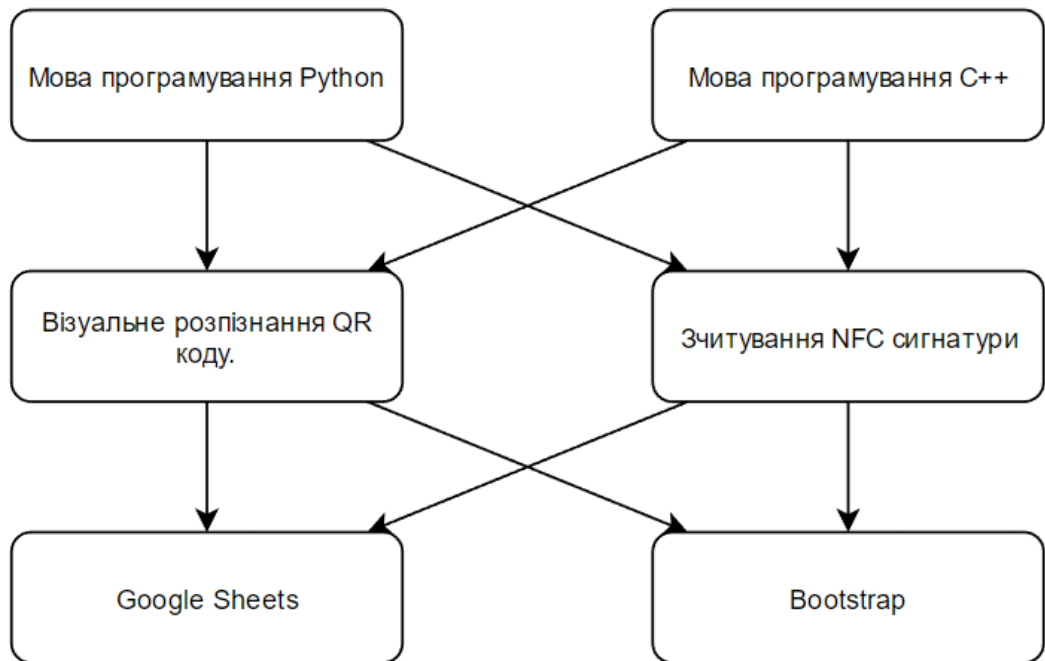 Мова програмування Python
Мова програмування C++
Візуальне розпізнання QR
коду.
Зчитування NFC сигнатури
Google Sheets
Bootstrap